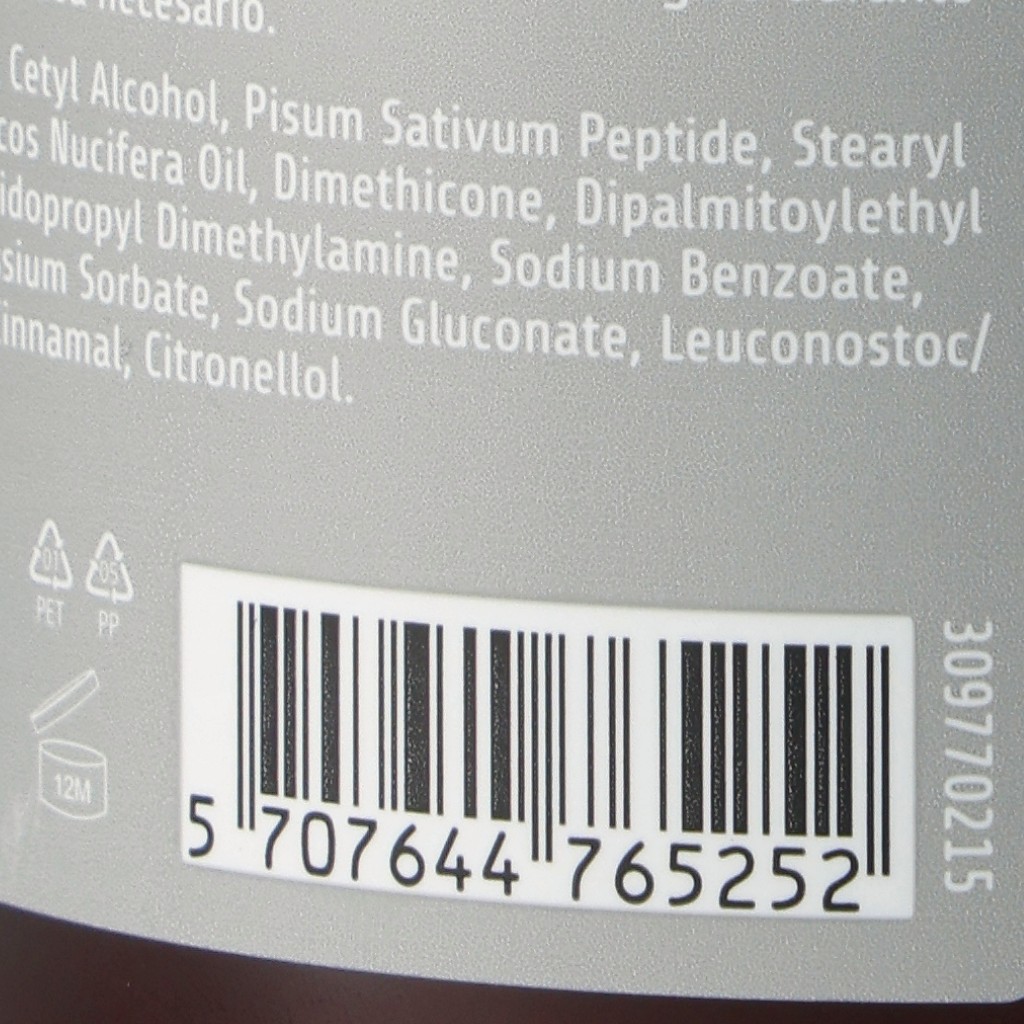 necesario.
Cetyl Alcohol, Pisum Sativum Peptide, Stearyl
cos Nucifera Oil, Dimethicone, Dipalmitoylethyl
idopropyl Dimethylamine, Sodium Benzoate,
sium Sorbate, Sodium Gluconate, Leuconostoc/
innamal, Citronellol.
01 05
PET PP
12M
5 707644 765252
309770215